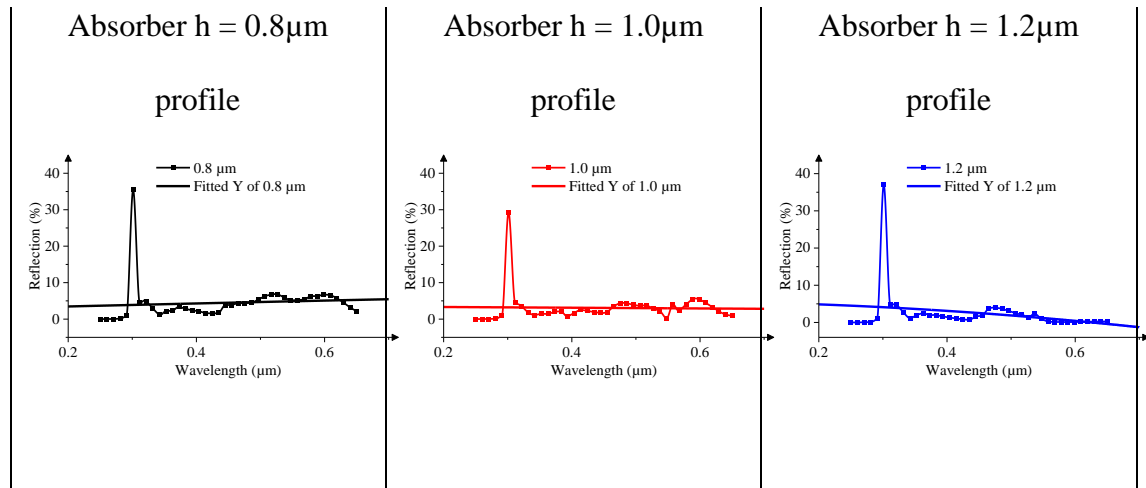 Absorber h = 0.8µm
profile
0.8 µm
Fitted Y of 0.8 µm
Reflection (%)
40
30
20
10
0
0.2
0.4
0.6
Wavelength (µm)
Absorber h = 1.0µm
profile
1.0 µm
Fitted Y of 1.0 µm
Reflection (%)
40
30
20
10
0
0.2
0.4
0.6
Wavelength (µm)
Absorber h = 1.2µm
profile
1.2 µm
Fitted Y of 1.2 µm
Reflection (%)
40
30
20
10
0
0.2
0.4
0.6
Wavelength (µm)